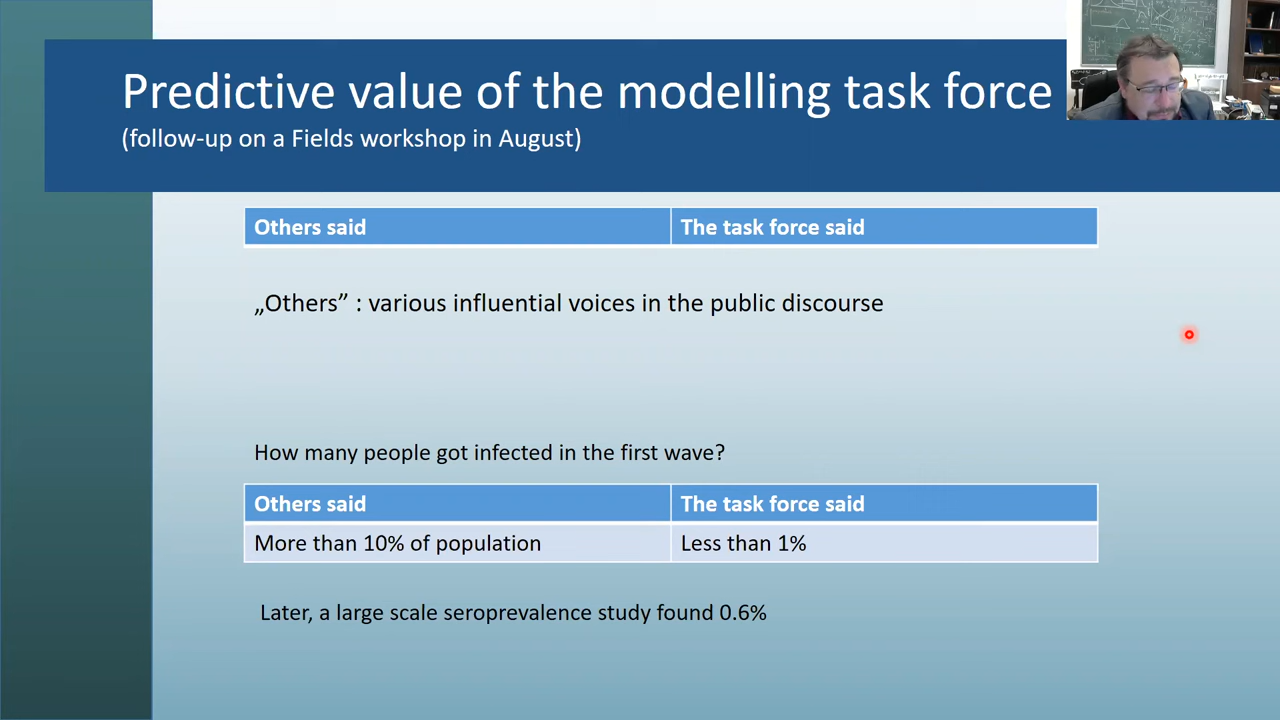 Predictive value of the modelling task force
(follow-up on a Fields workshop in August)
Others said
The task force said
„Others” : various influential voices in the public discourse
How many people got infected in the first wave?
Others said
The task force said
More than 10% of population
Less than 1%
Later, a large scale seroprevalence study found 0.6%